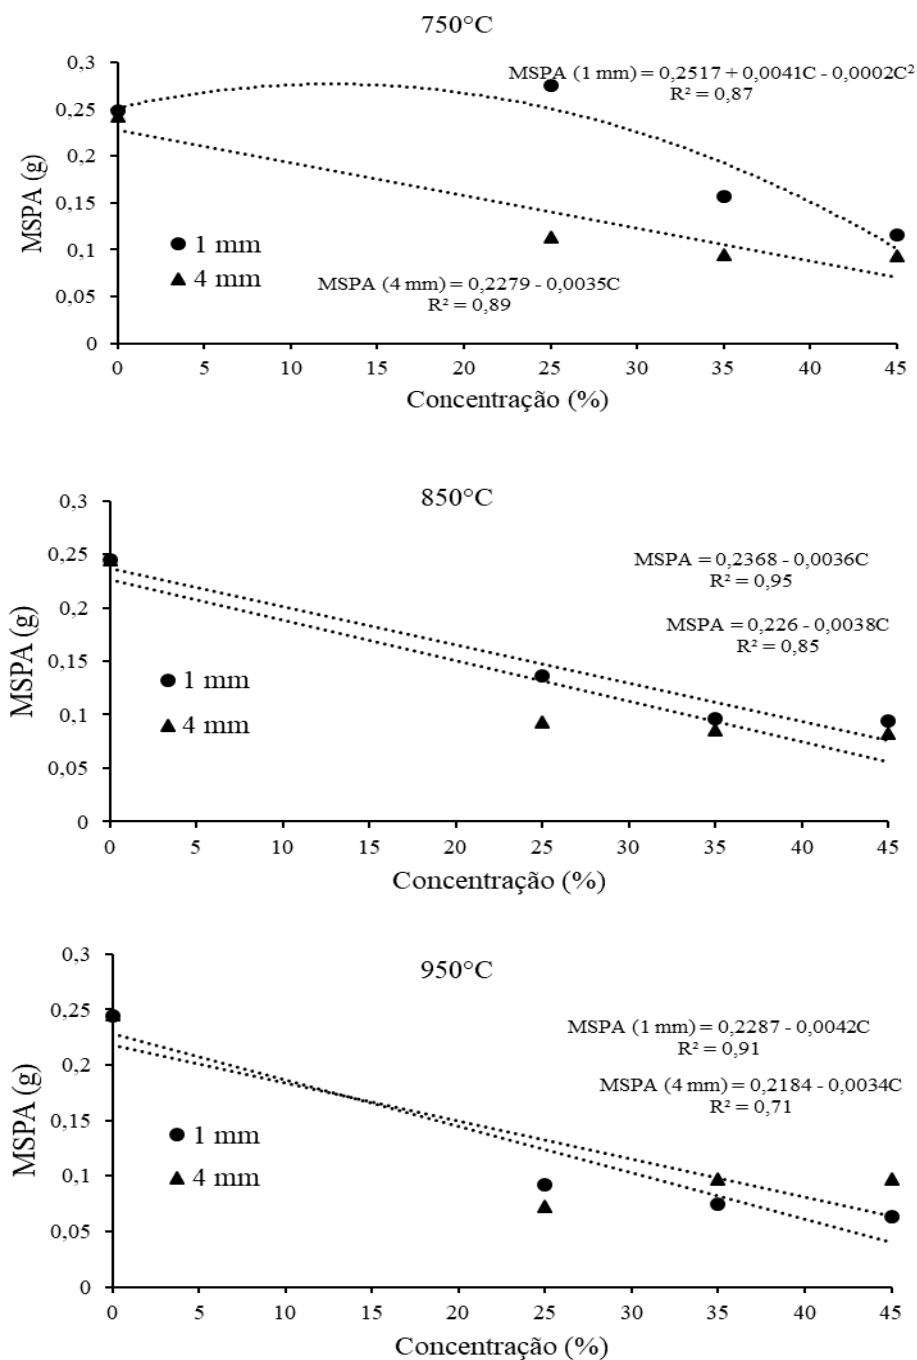 750°C
0,3
MSPA (1 mm) = 0,2517 + 0,0041C - 0,0002C²
R² = 0,87
0,25
0,2
0,15
0,1
0,05
0
MSPA (g)
1 mm
4 mm
MSPA (4 mm) = 0,2279 - 0,0035C
R² = 0,89
0 5 10 15 20 25 30 35 40 45
Concentração (%)
850°C
0,3
0,25
0,2
0,15
0,1
0,05
0
MSPA (g)
MSPA = 0,2368 - 0,0036C
R² = 0,95
MSPA = 0,226 - 0,0038C
R² = 0,85
1 mm
4 mm
0 5 10 15 20 25 30 35 40 45
Concentração (%)
950°C
0,3
0,25
0,2
0,15
0,1
0,05
0
MSPA (g)
MSPA (1 mm) = 0,2287 - 0,0042C
R² = 0,91
MSPA (4 mm) = 0,2184 - 0,0034C
R² = 0,71
1 mm
4 mm
0 5 10 15 20 25 30 35 40 45
Concentração (%)